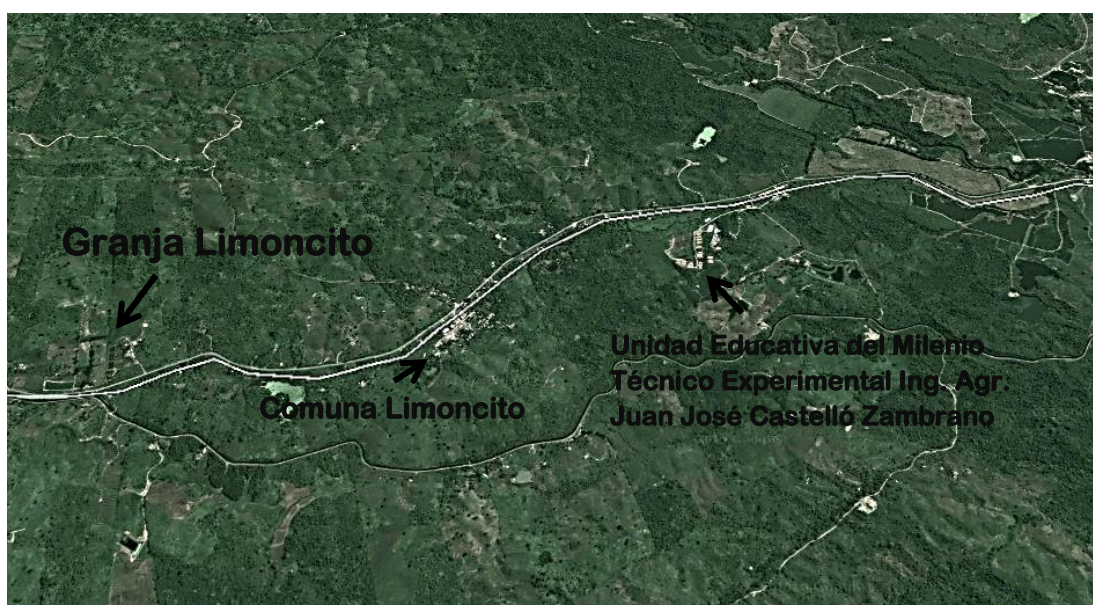 Granja Limoncito
Comuna Limoncito
Unidad Educativa del Milenio
Técnico Experimental Ing. Agr.
Juan José Castelló Zambrano